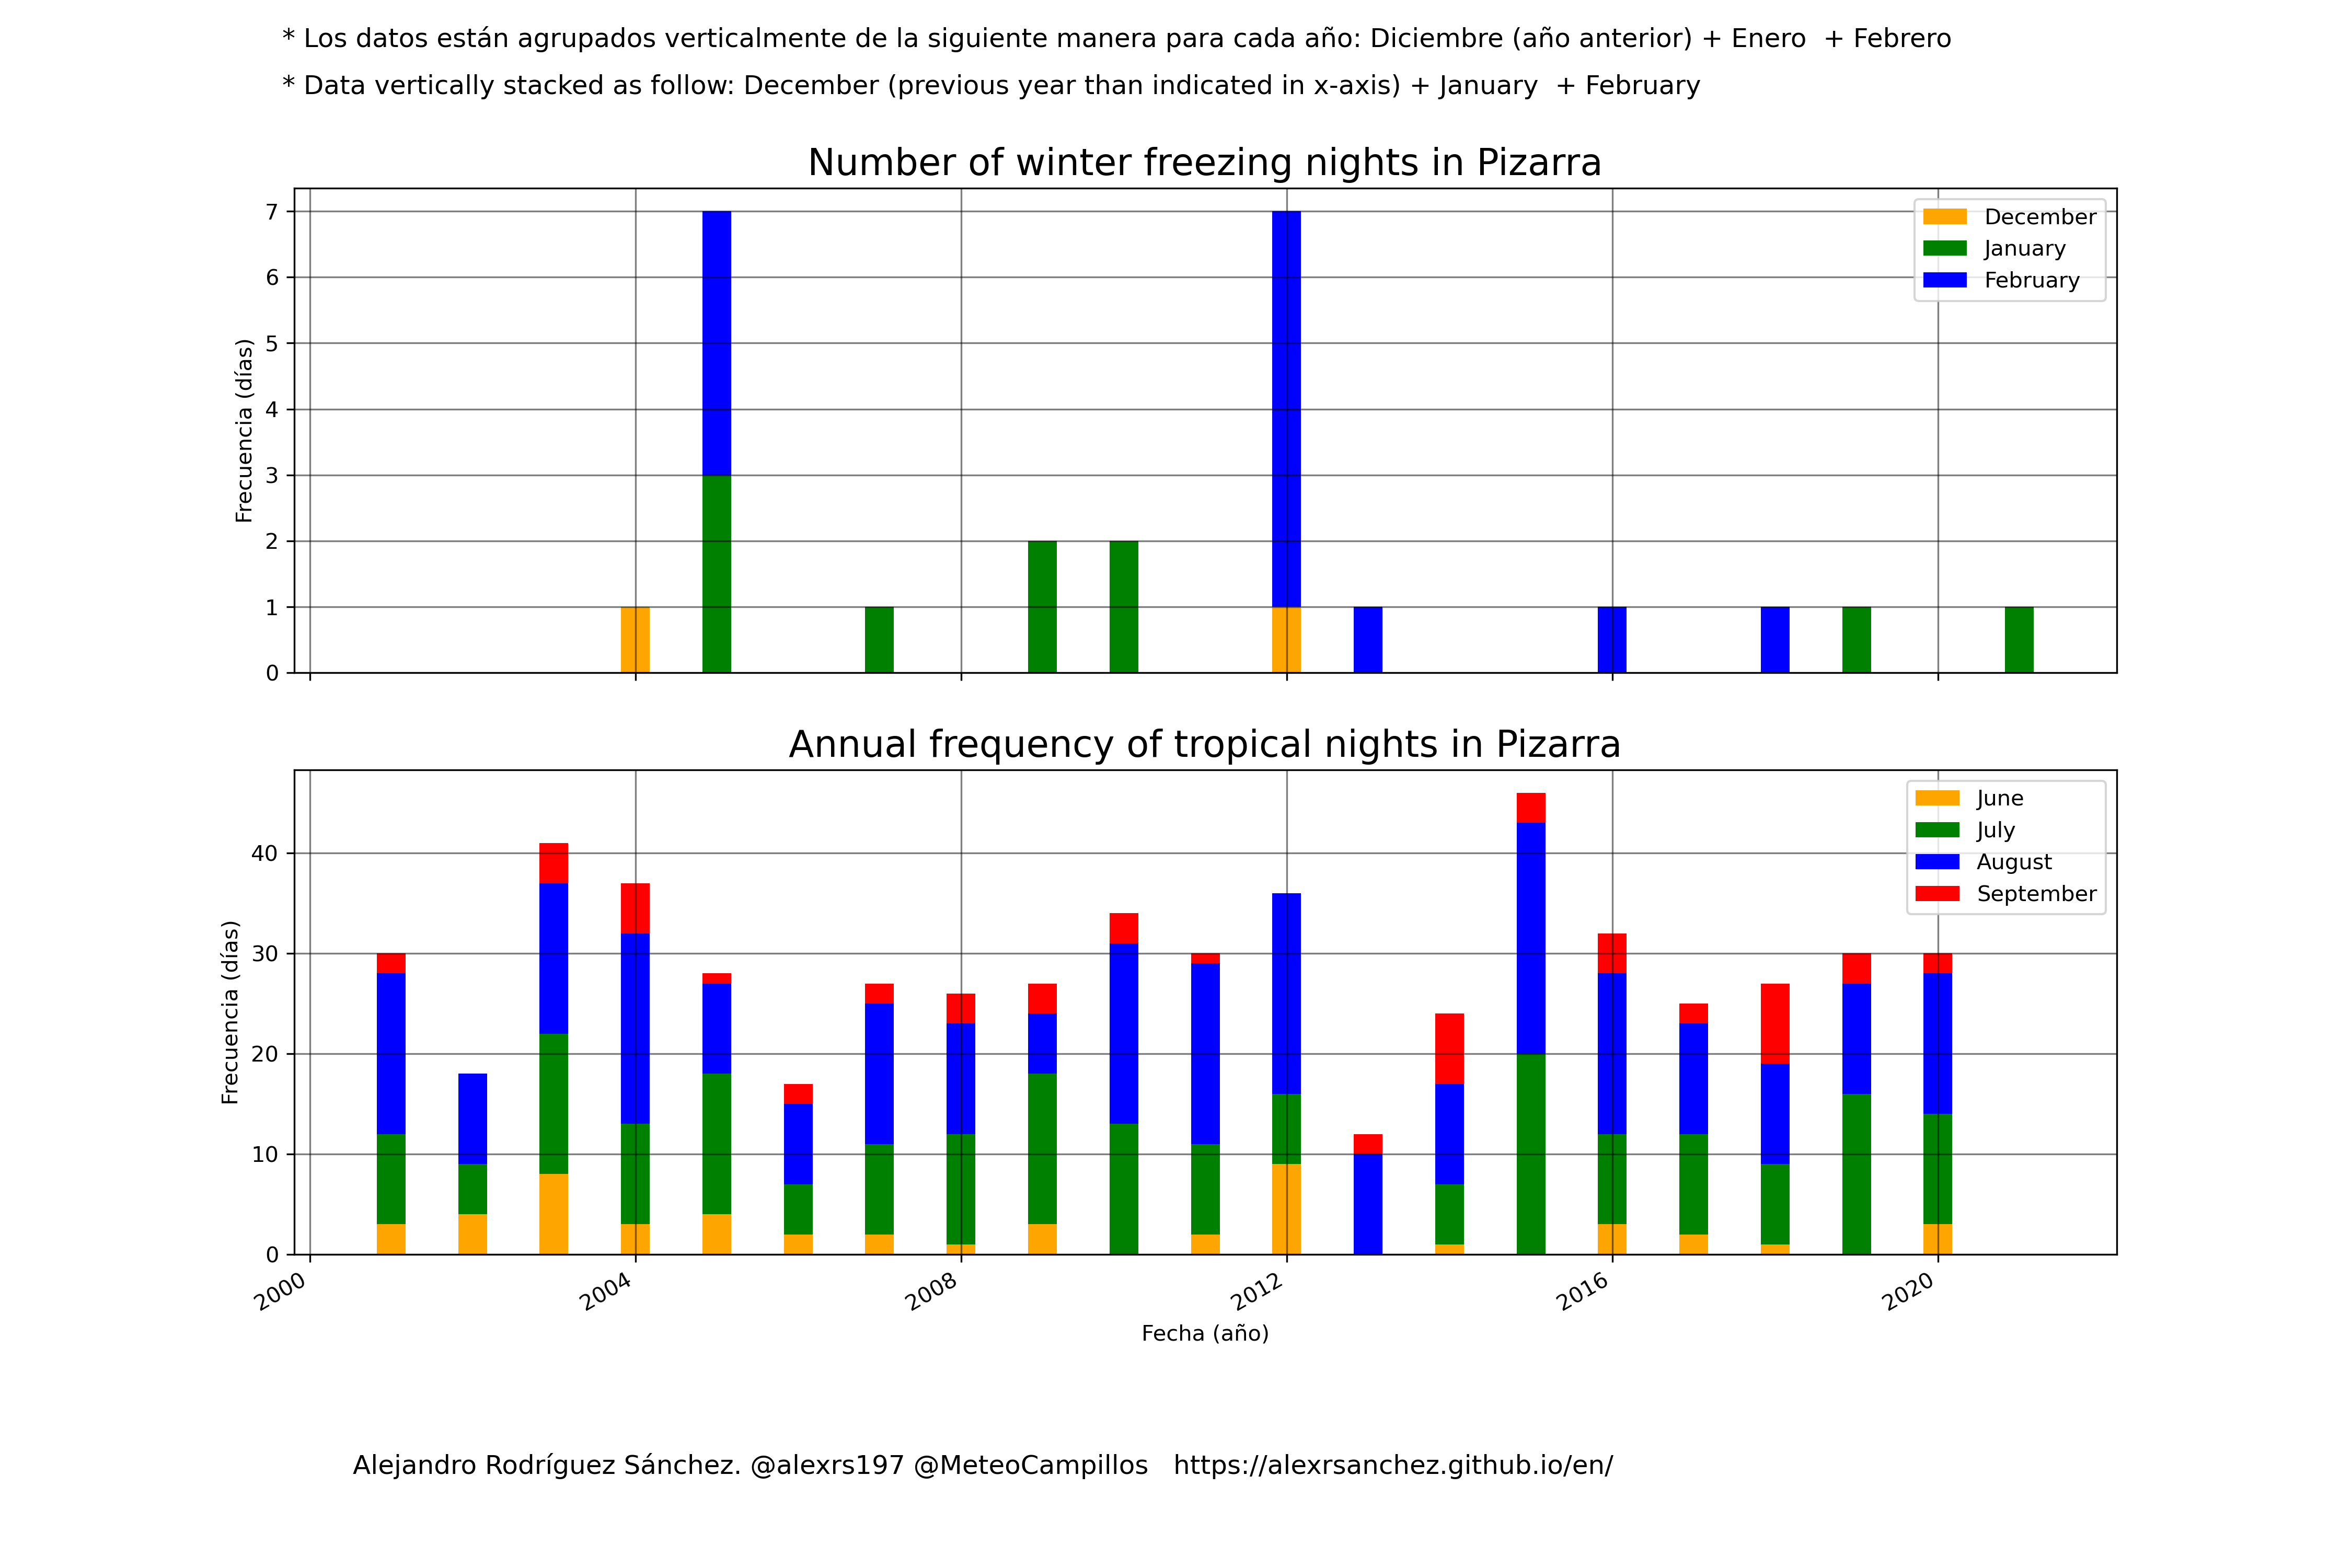 * Los datos están agrupados verticalmente de la siguiente manera para cada año: Diciembre (año anterior) + Enero  + Febrero
* Data vertically stacked as follow: December (previous year than indicated in x-axis) + January  + February
Number of winter freezing nights in Pizarra
Frecuencia (días)
7
6
5
4
3
2
1
0
December
January
February
Annual frequency of tropical nights in Pizarra
Frecuencia (días)
40
30
20
10
0
June
July
August
September
2000
2004
2008
2012
2016
2020
Fecha (año)
Alejandro Rodríguez Sánchez. @alexrs197 @MeteoCampillos   https://alexrsanchez.github.io/en/